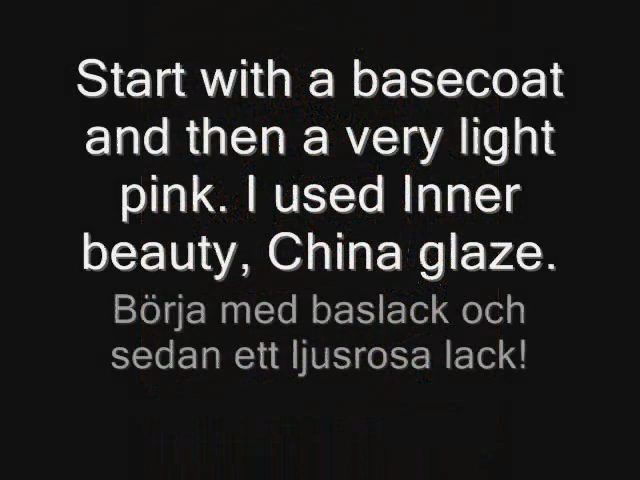 Start with a basecoat
and then a very light
pink. I used Inner
beauty, China glaze.
Börja med baslack och
sedan ett ljusrosa lack!